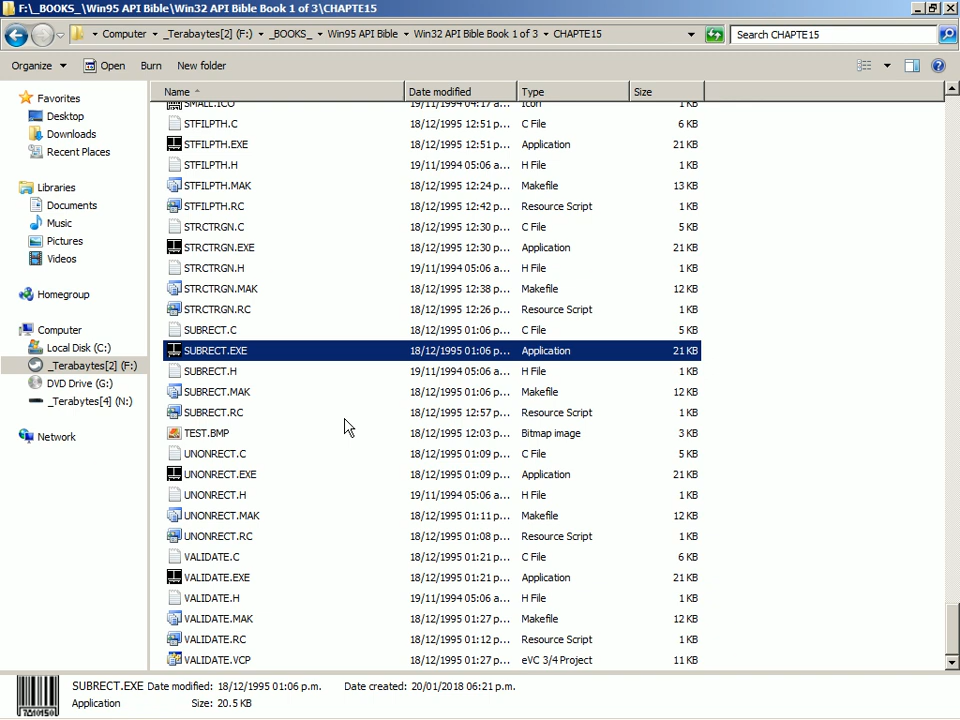 F:\_BOOKS_\Win95 API Bible\Win32 API Bible Book 1 of 3\CHAPTE15
Computer _Terabaytes[2] (F:) _BOOKS_ Win95 API Bible Win32 API Bible Book 1 of 3 CHAPTE15 Search CHAPTE15
Organize Open Burn New folder
Name Date modified Type Size
Favorites
Desktop
Downloads
Recent Places
Libraries
Documents
Music
Pictures
Videos
Homegroup
Computer
Local Disk (C:)
_Terabaytes[2] (F:)
DVD Drive (G:)
_Terabytes[4] (N:)
Network
SMALL.ICO 19/11/1994 04:17 a... Icon 1 KB
STFILPTH.C 18/12/1995 12:51 p... C File 6 KB
STFILPTH.EXE 18/12/1995 12:51 p... Application 21 KB
STFILPTH.H 19/11/1994 05:06 a... H File 1 KB
STFILPTH.MAK 18/12/1995 12:24 p... Makefile 13 KB
STFILPTH.RC 18/12/1995 12:42 p... Resource Script 1 KB
STRCTRGN.C 18/12/1995 12:30 p... C File 5 KB
STRCTRGN.EXE 18/12/1995 12:30 p... Application 21 KB
STRCTRGN.H 19/11/1994 05:06 a... H File 1 KB
STRCTRGN.MAK 18/12/1995 12:38 p... Makefile 12 KB
STRCTRGN.RC 18/12/1995 12:26 p... Resource Script 1 KB
SUBRECT.C 18/12/1995 01:06 p... C File 5 KB
SUBRECT.EXE 18/12/1995 01:06 p... Application 21 KB
SUBRECT.H 19/11/1994 05:06 a... H File 1 KB
SUBRECT.MAK 18/12/1995 01:06 p... Makefile 12 KB
SUBRECT.RC 18/12/1995 12:57 p... Resource Script 1 KB
TEST.BMP 18/12/1995 12:03 p... Bitmap image 3 KB
UNONRECT.C 18/12/1995 01:09 p... C File 5 KB
UNONRECT.EXE 18/12/1995 01:09 p... Application 21 KB
UNONRECT.H 19/11/1994 05:06 a... H File 1 KB
UNONRECT.MAK 18/12/1995 01:11 p... Makefile 12 KB
UNONRECT.RC 18/12/1995 01:08 p... Resource Script 1 KB
VALIDATE.C 18/12/1995 01:21 p... C File 6 KB
VALIDATE.EXE 18/12/1995 01:21 p... Application 21 KB
VALIDATE.H 19/11/1994 05:06 a... H File 1 KB
VALIDATE.MAK 18/12/1995 01:27 p... Makefile 12 KB
VALIDATE.RC 18/12/1995 01:12 p... Resource Script 1 KB
VALIDATE.VCP 18/12/1995 01:27 p... eVC 3/4 Project 11 KB
SUBRECT.EXE Date modified: 18/12/1995 01:06 p.m. Date created: 20/01/2018 06:21 p.m.
Application Size: 20.5 KB